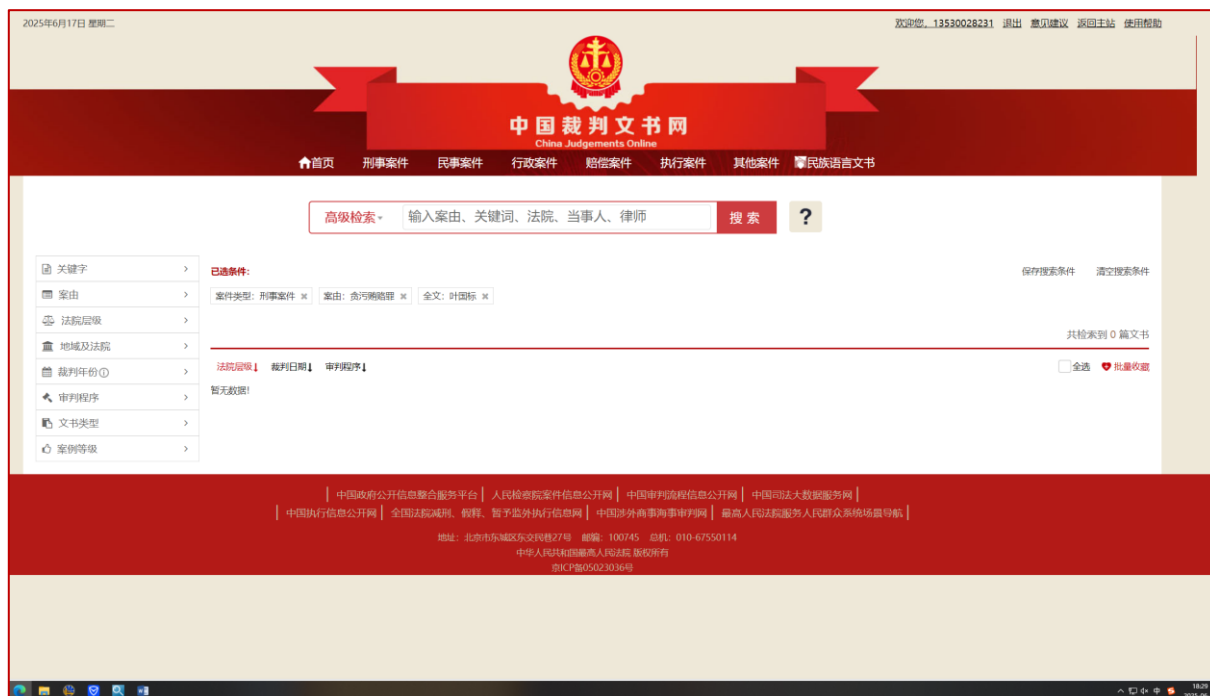 2025年6月17日 星期二
欢迎您，13530028231 退出 意见建议 返回主站 使用帮助
中国裁判文书网
China Judgements Online
首页 刑事案件 民事案件 行政案件 赔偿案件 执行案件 其他案件 民族语言文书
高级检索 输入案由、关键词、法院、当事人、律师 搜索 ?
关键字
案由
法院层级
地域及法院
裁判年份
审判程序
文书类型
案例等级
已选条件:
保存搜索条件 清空搜索条件
案件类型: 刑事案件 × 案由: 贪污贿赂罪 × 全文: 叶国标 ×
共检索到 0 篇文书
法院层级 裁判日期 审判程序
全选 批量收藏
暂无数据!
| 中国政府公开信息整合服务平台 | 人民检察院案件信息公开网 | 中国审判流程信息公开网 | 中国司法大数据服务网 |
| 中国执行信息公开网 | 全国法院减刑、假释、暂予监外执行信息网 | 中国涉外商事海事审判网 | 最高人民法院服务人民群众系统场景导航 |
地址: 北京市东城区东交民巷27号 邮编: 100745 总机: 010-67550114
中华人民共和国最高人民法院 版权所有
京ICP备05023036号
中
18:29